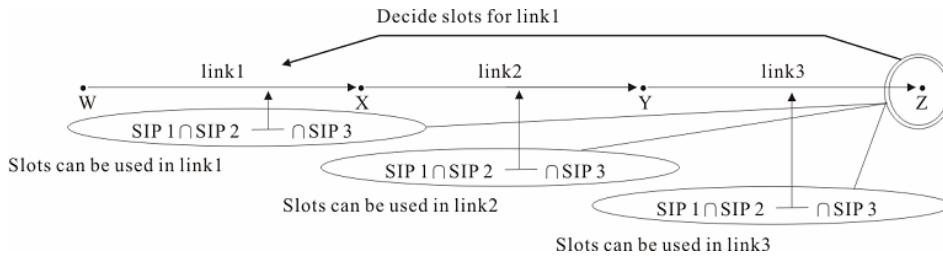 Decide slots for link1
link1 link2 link3
W X Y Z
SIP 1∩SIP 2 ∩SIP 3
Slots can be used in link1
SIP 1∩SIP 2 ∩SIP 3
Slots can be used in link2
SIP 1∩SIP 2 ∩SIP 3
Slots can be used in link3